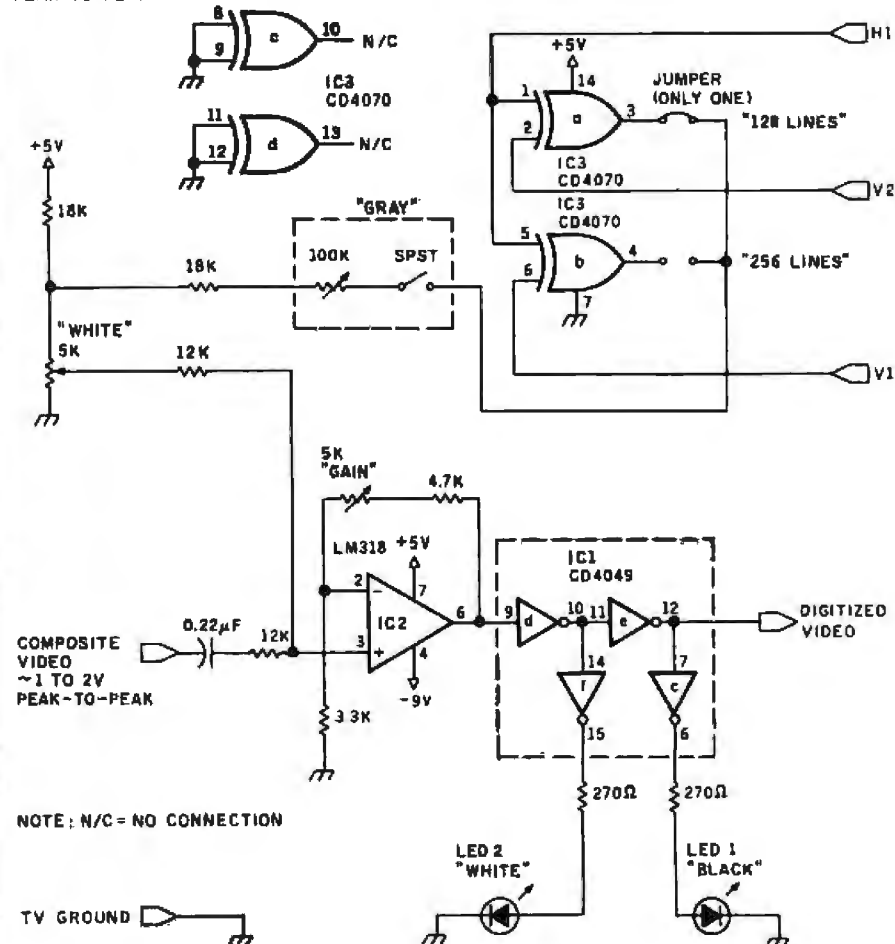 8
9
c
10
N/C
IC3
CD4070
11
12
d
13
N/C
+5V
18K
18K
"GRAY"
100K
SPST
"WHITE"
5K
12K
+5V
14
1
2
a
3
JUMPER
(ONLY ONE)
"128 LINES"
H1
IC3
CD4070
V2
IC3
CD4070
5
6
b
4
7
"256 LINES"
V1
5K
"GAIN"
4.7K
LM318
+5V
7
2
-
IC2
6
3
+
4
-9V
3.3K
COMPOSITE
VIDEO
~1 TO 2V
PEAK-TO-PEAK
0.22µF
12K
IC1
CD4049
9
d
10
11
e
12
DIGITIZED
VIDEO
14
f
15
7
c
6
270Ω
270Ω
NOTE: N/C = NO CONNECTION
LED 2
"WHITE"
LED 1
"BLACK"
TV GROUND